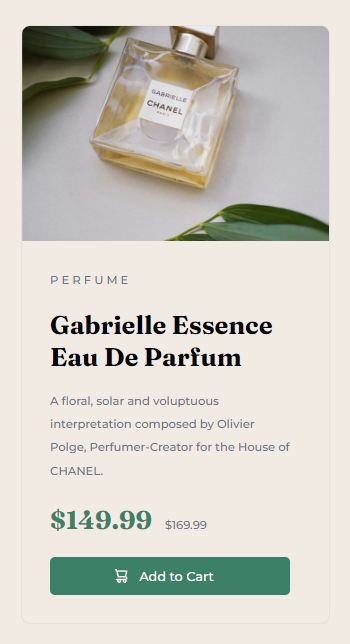 GABRIELLE
CHANEL
PARIS
PERFUME
Gabrielle Essence
Eau De Parfum
A floral, solar and voluptuous
interpretation composed by Olivier
Polge, Perfumer-Creator for the House of
CHANEL.
$149.99 $169.99
Add to Cart